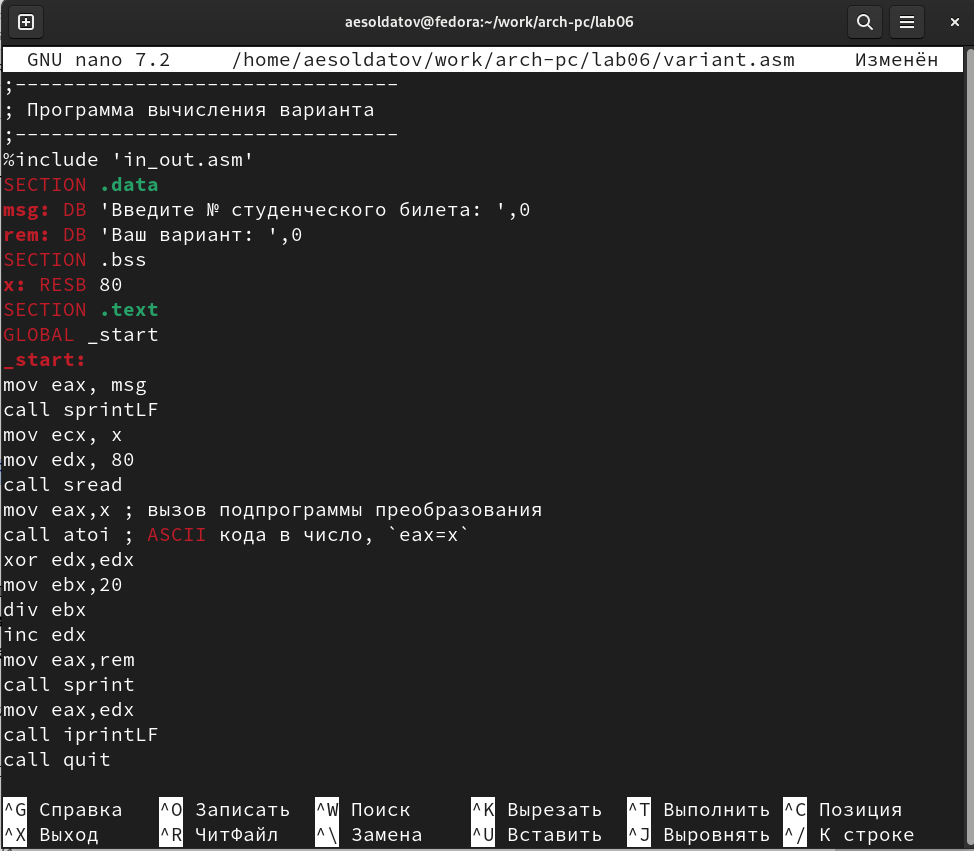 aesoldatov@fedora:~/work/arch-pc/lab06
GNU nano 7.2 /home/aesoldatov/work/arch-pc/lab06/variant.asm Изменён
;--------------------------------
; Программа вычисления варианта
;--------------------------------
%include 'in_out.asm'
SECTION .data
msg: DB 'Введите № студенческого билета: ',0
rem: DB 'Ваш вариант: ',0
SECTION .bss
x: RESB 80
SECTION .text
GLOBAL _start
_start:
mov eax, msg
call sprintLF
mov ecx, x
mov edx, 80
call sread
mov eax,x ; вызов подпрограммы преобразования
call atoi ; ASCII кода в число, `eax=x`
xor edx,edx
mov ebx,20
div ebx
inc edx
mov eax,rem
call sprint
mov eax,edx
call iprintLF
call quit
^G Справка ^O Записать ^W Поиск ^K Вырезать ^T Выполнить ^C Позиция
^X Выход ^R ЧитФайл ^\ Замена ^U Вставить ^J Выровнять ^/ К строке